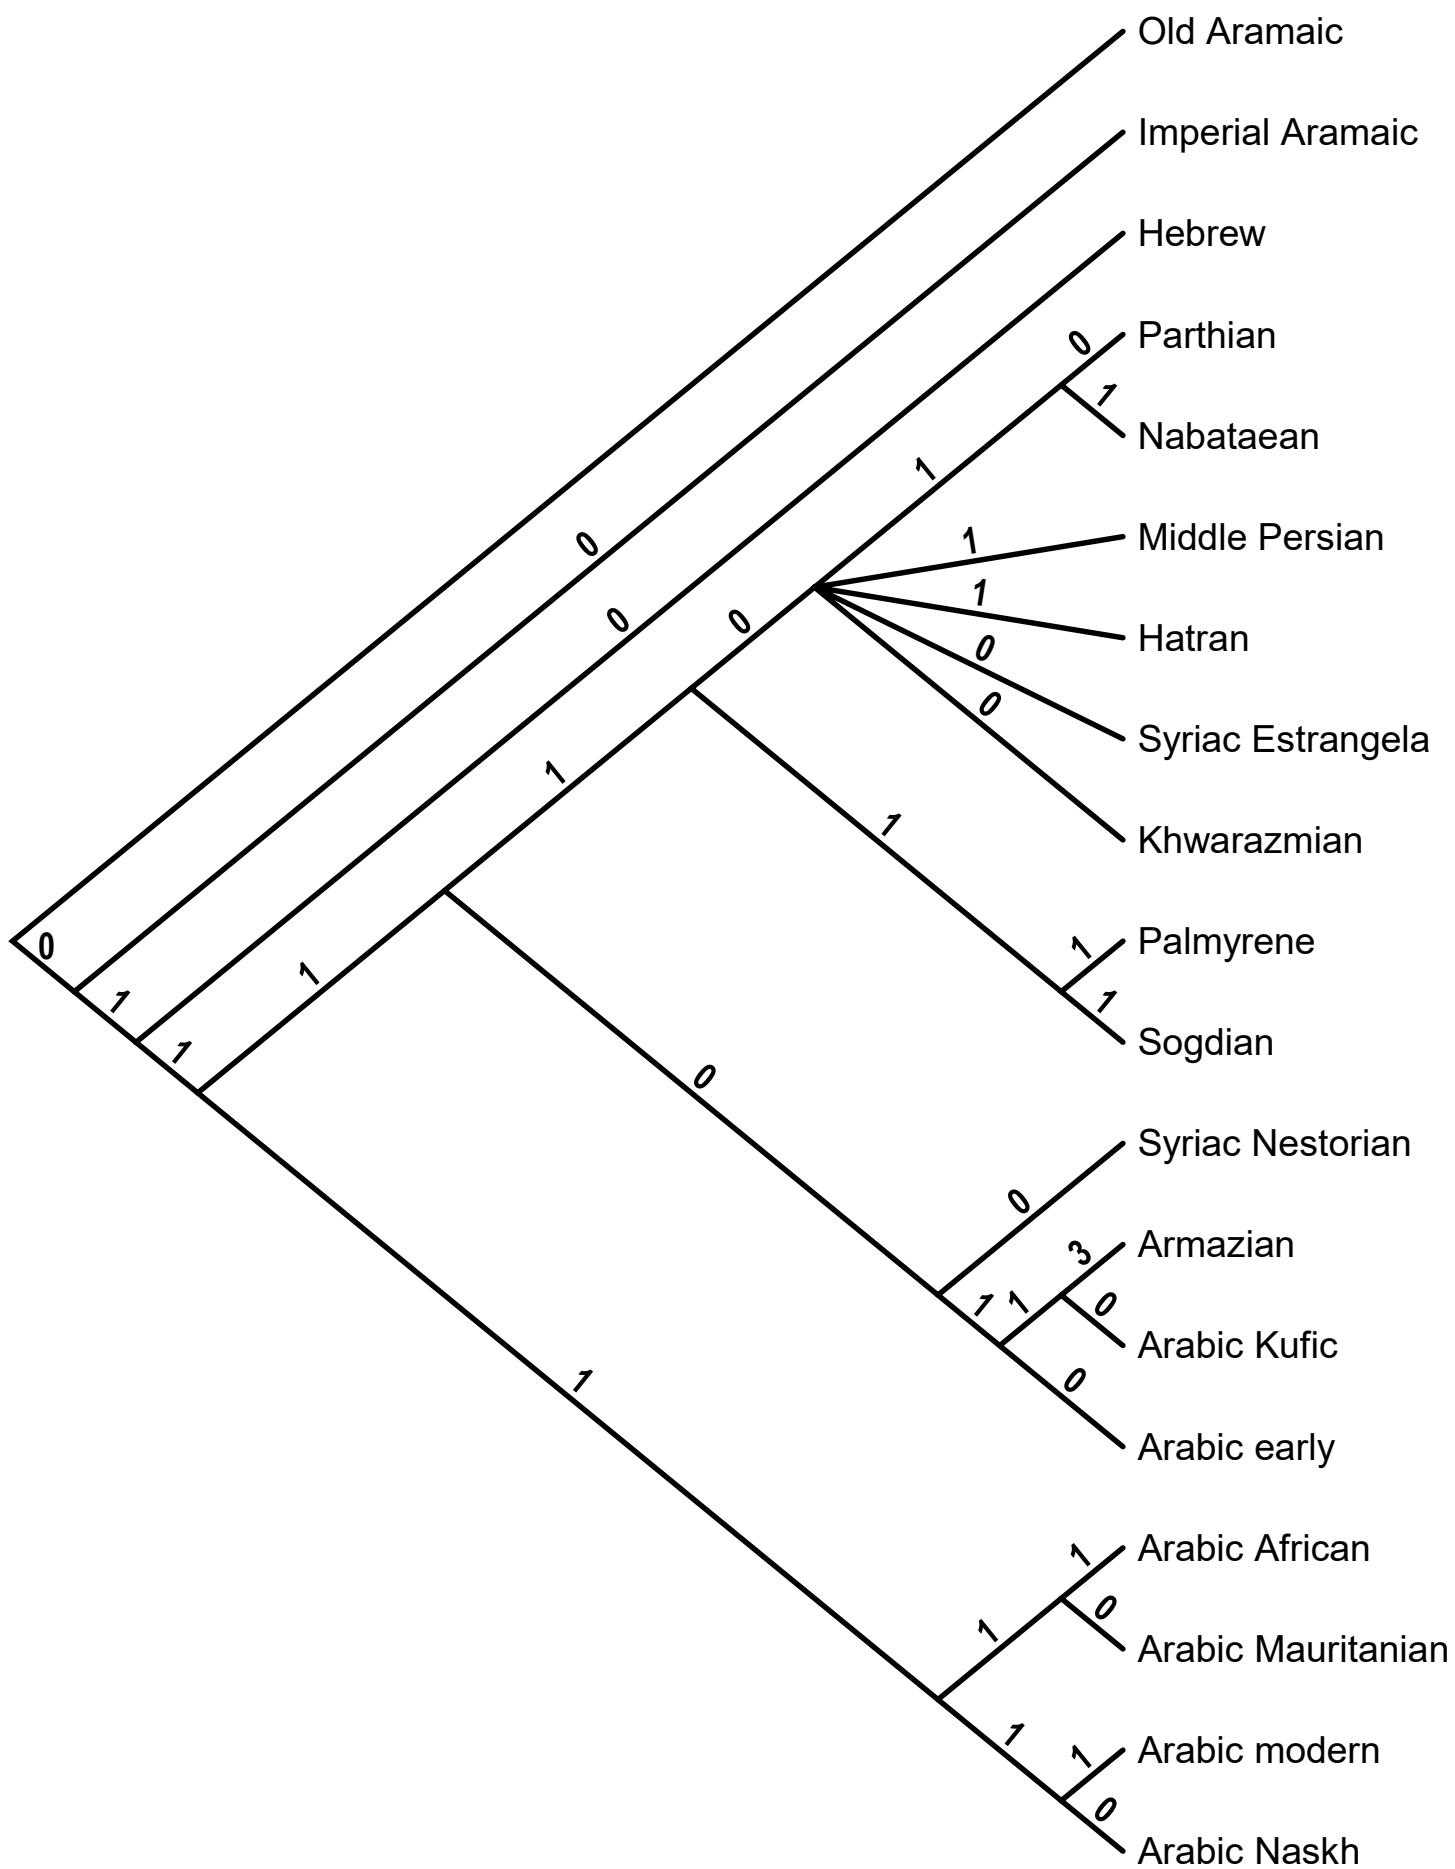 Old Aramaic
Imperial Aramaic
Hebrew
0 Parthian
1
Nabataean
1
1 Middle Persian
0
1
Hatran
0
0
0
0
Syriac Estrangela
1
1
Khwarazmian
0
1
1 Palmyrene
1
1
1
Sogdian
0
Syriac Nestorian
0
3 Armazian
1 1 0
Arabic Kufic
1
0
Arabic early
1 Arabic African
0
1
Arabic Mauritanian
1
1 Arabic modern
0
Arabic Naskh